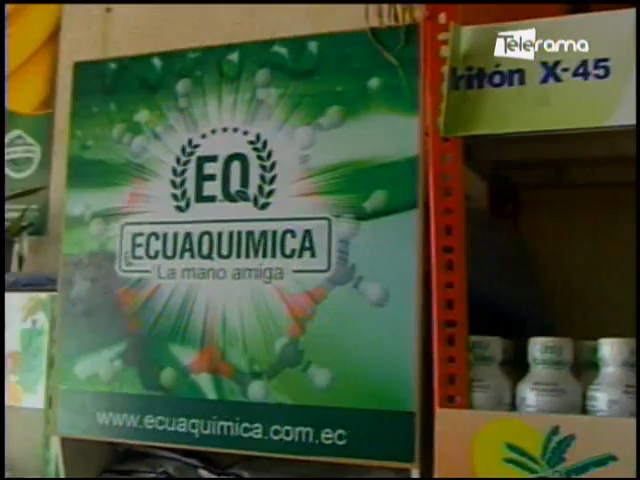 Telerama
ritón X-45
EQ
ECUAQUIMICA
La mano amiga
www.ecuaquimica.com.ec